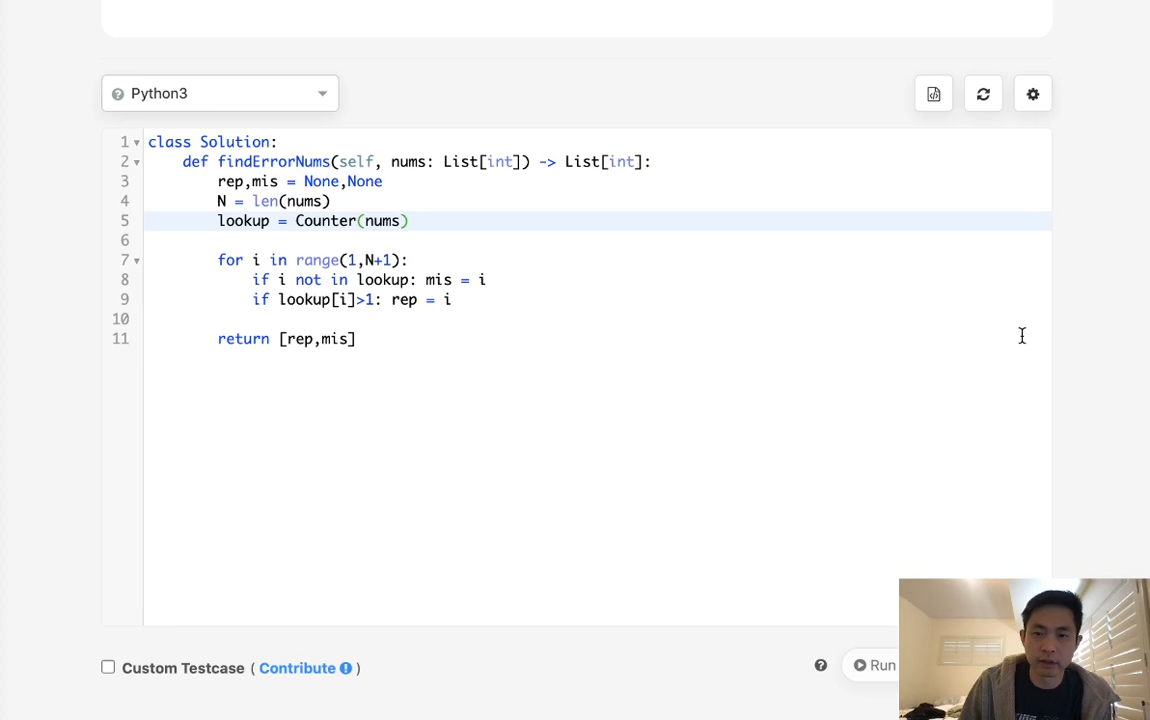 Python3
1 class Solution:
2 def findErrorNums(self, nums: List[int]) -> List[int]:
3 rep,mis = None,None
4 N = len(nums)
5 lookup = Counter(nums)
6
7 for i in range(1,N+1):
8 if i not in lookup: mis = i
9 if lookup[i]>1: rep = i
10
11 return [rep,mis]
Custom Testcase ( Contribute )
Run